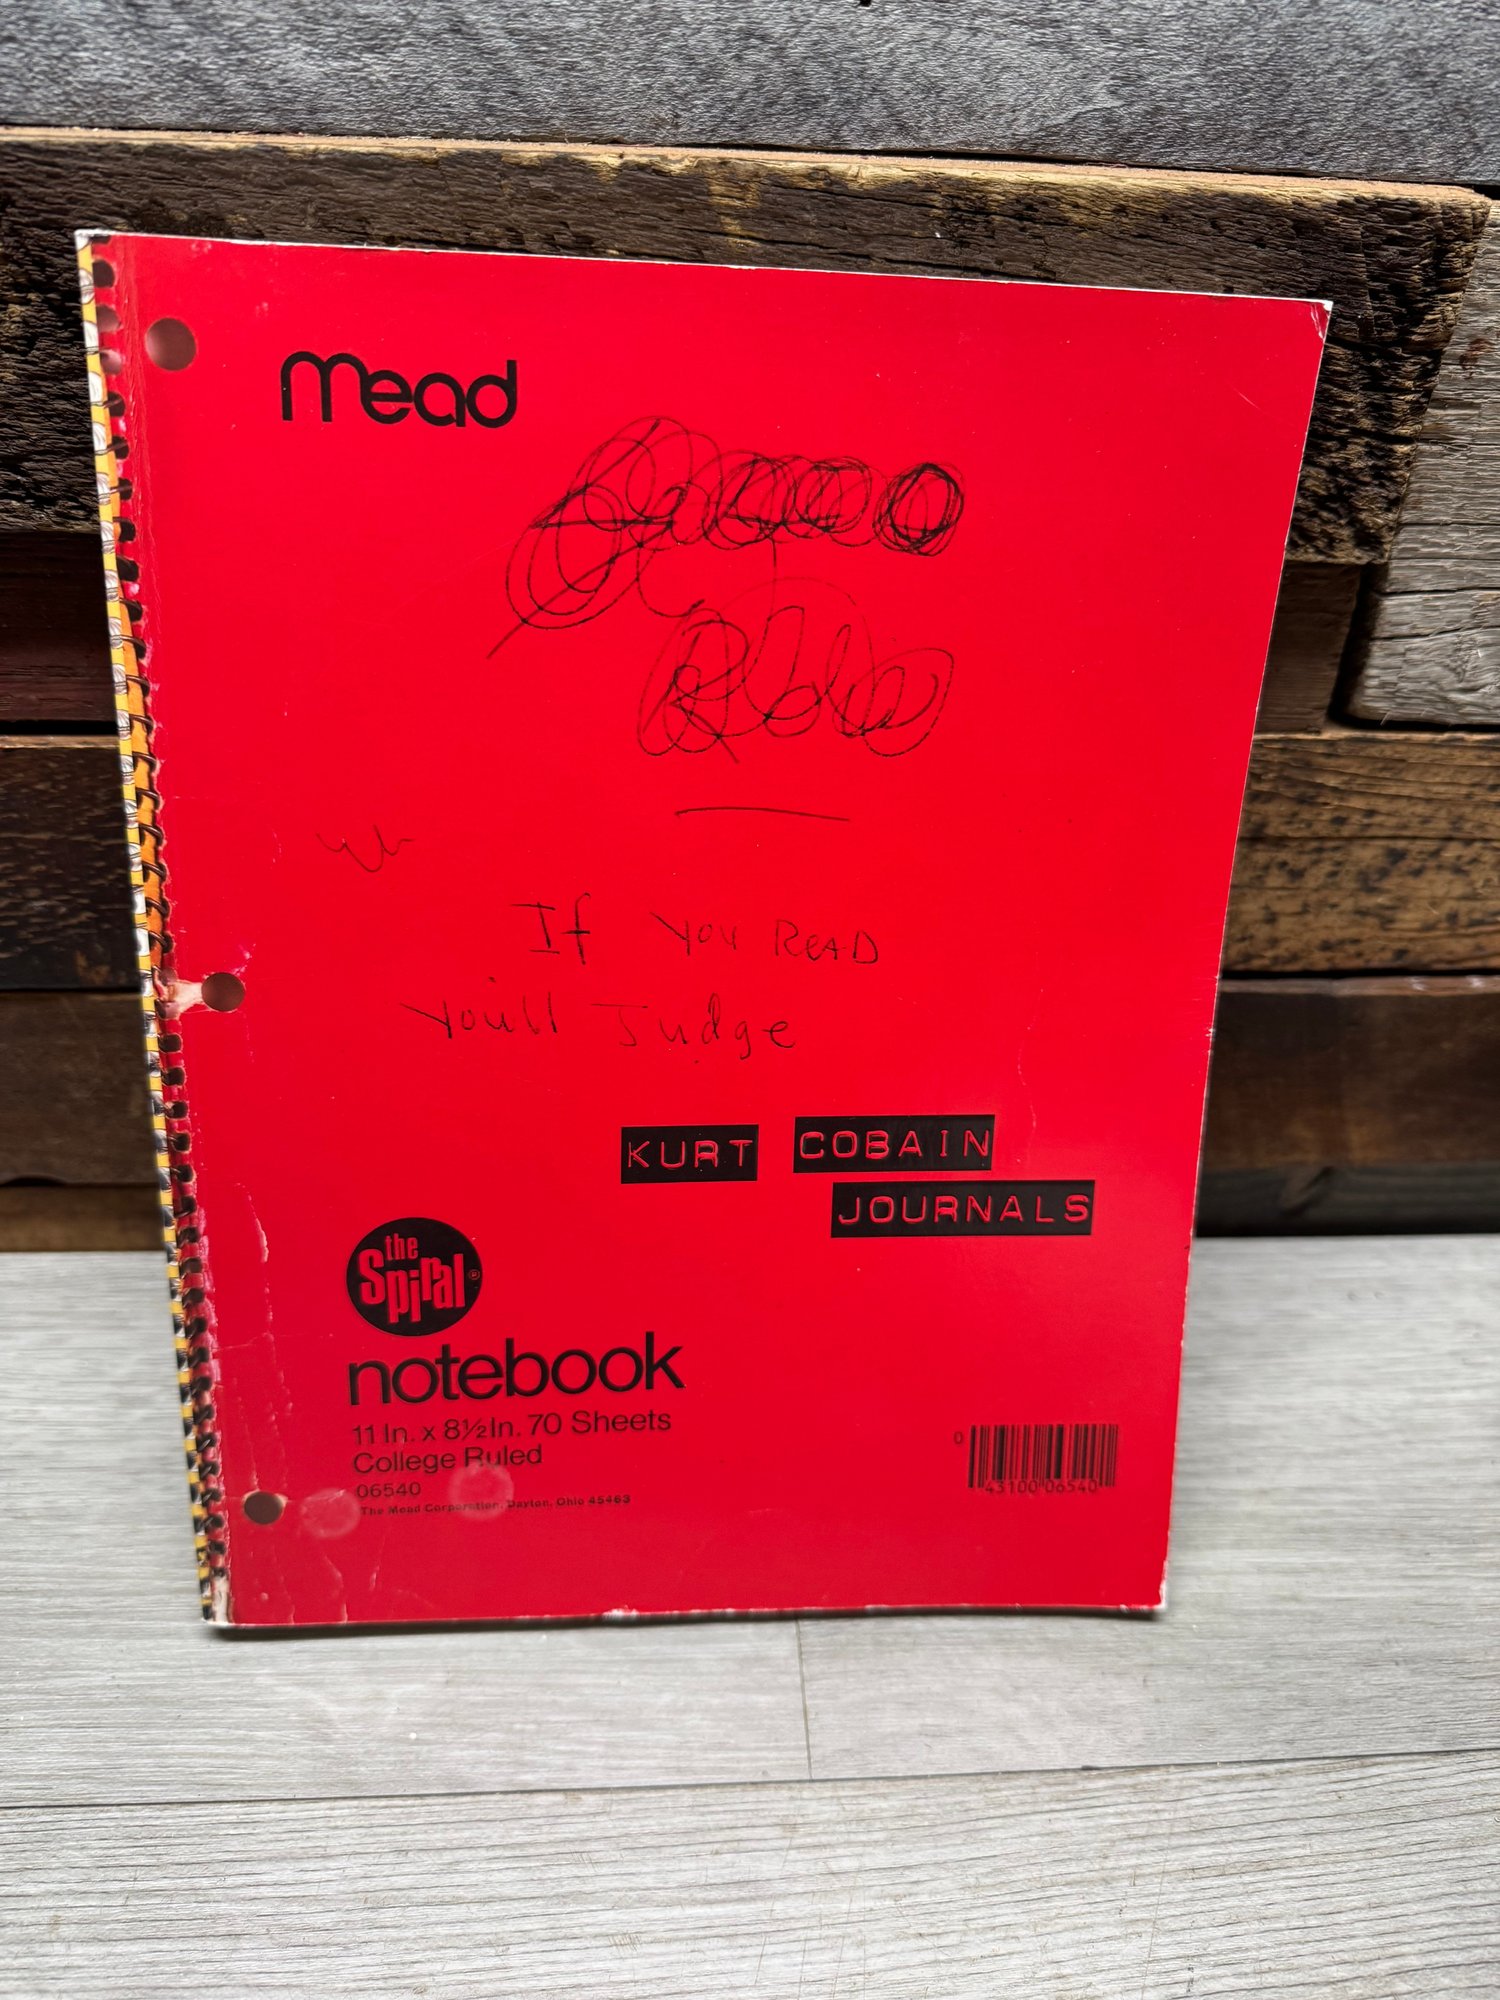 mead
If you READ
you'll Judge
KURT COBAIN
JOURNALS
the
Spiral®
notebook
11 In. x 8½ In. 70 Sheets
College Ruled
06540
The Mead Corporation, Dayton, Ohio 45463
0 43100 06540